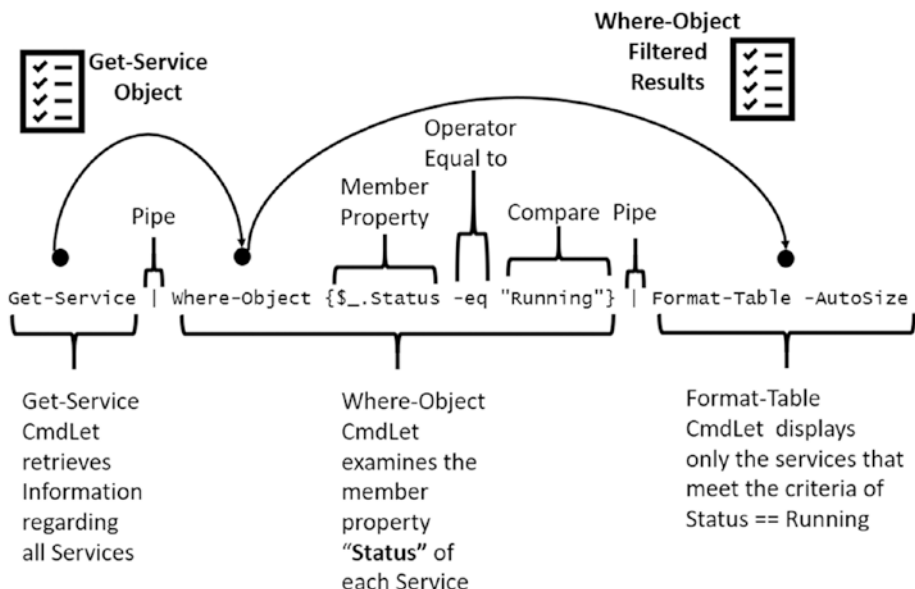 Get-Service
Object
Where-Object
Filtered
Results
Operator
Equal to
Member
Property
Pipe
Compare
Pipe
Get-Service | Where-Object {$_.Status -eq "Running"} | Format-Table -AutoSize
Get-Service
CmdLet
retrieves
Information
regarding
all Services
Where-Object
CmdLet
examines the
member
property
“Status” of
each Service
Format-Table
CmdLet displays
only the services that
meet the criteria of
Status == Running